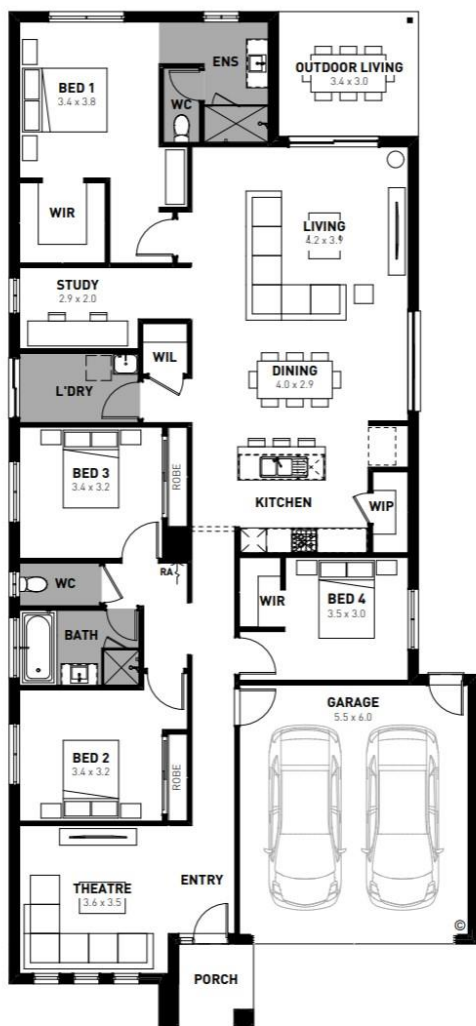 ENS
OUTDOOR LIVING
3.4 x 3.0
BED 1
3.4 x 3.8
WC
WIR
LIVING
4.2 x 3.9
STUDY
2.9 x 2.0
WIL
DINING
4.0 x 2.9
L'DRY
BED 3
3.4 x 3.2
ROBE
KITCHEN
WIP
RA
WC
WIR
BED 4
3.5 x 3.0
BATH
GARAGE
5.5 x 6.0
BED 2
3.4 x 3.2
ROBE
THEATRE
3.6 x 3.5
ENTRY
©
PORCH